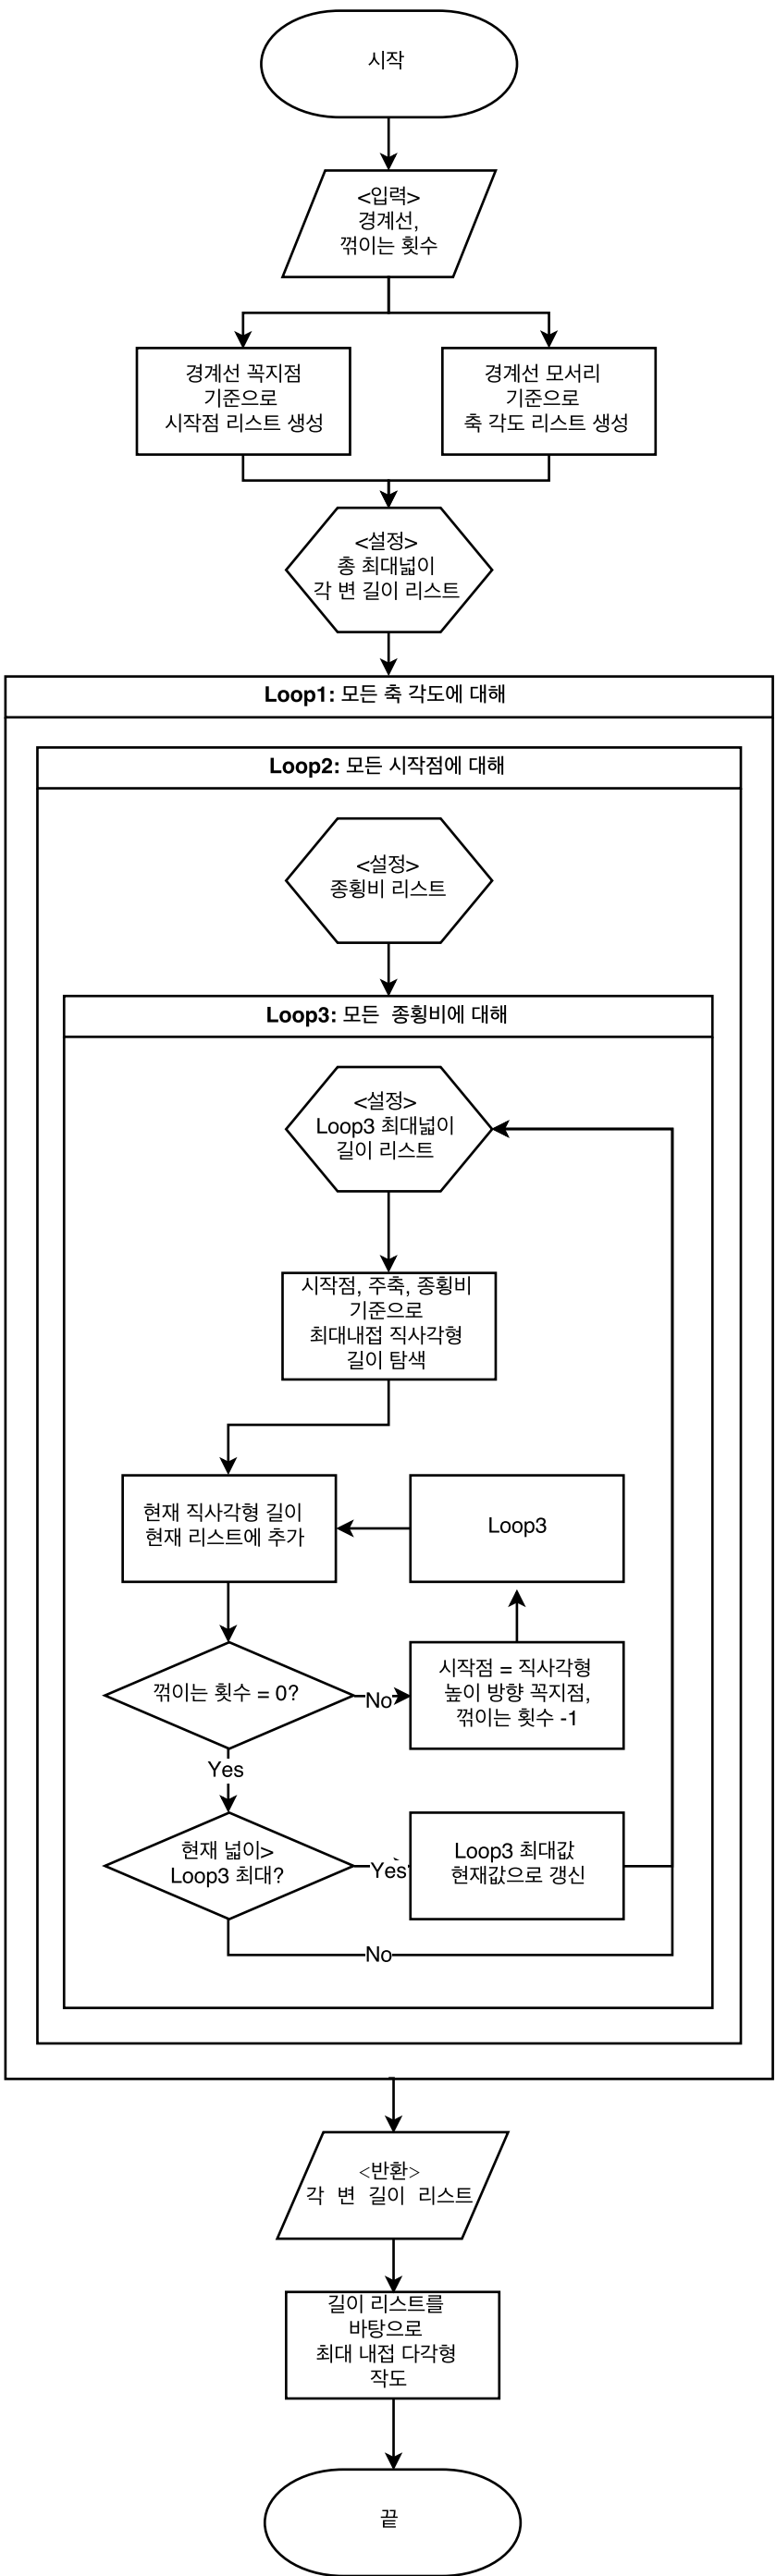 시작
<입력>
경계선,
꺾이는 횟수
경계선 꼭지점
기준으로
시작점 리스트 생성
경계선 모서리
기준으로
축 각도 리스트 생성
<설정>
총 최대넓이
각 변 길이 리스트
Loop1: 모든 축 각도에 대해
Loop2: 모든 시작점에 대해
<설정>
종횡비 리스트
Loop3: 모든 종횡비에 대해
<설정>
Loop3 최대넓이
길이 리스트
시작점, 주축, 종횡비
기준으로
최대내접 직사각형
길이 탐색
현재 직사각형 길이
현재 리스트에 추가
Loop3
꺾이는 횟수 = 0?
No
시작점 = 직사각형
높이 방향 꼭지점,
꺾이는 횟수 -1
Yes
현재 넓이>
Loop3 최대?
Yes
Loop3 최대값
현재값으로 갱신
No
<반환>
각 변 길이 리스트
길이 리스트를
바탕으로
최대 내접 다각형
작도
끝